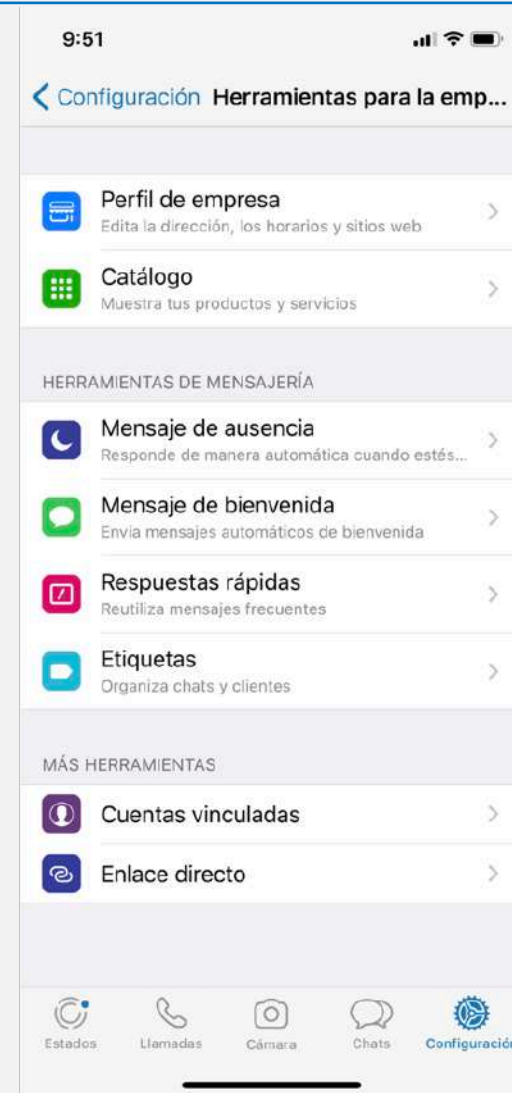 9:51
Configuración Herramientas para la emp...
Perfil de empresa
Edita la dirección, los horarios y sitios web
Catálogo
Muestra tus productos y servicios
HERRAMIENTAS DE MENSAJERÍA
Mensaje de ausencia
Responde de manera automática cuando estés...
Mensaje de bienvenida
Envia mensajes automáticos de bienvenida
Respuestas rápidas
Reutiliza mensajes frecuentes
Etiquetas
Organiza chats y clientes
MÁS HERRAMIENTAS
Cuentas vinculadas
Enlace directo
Estados Llamadas Cámara Chats Configuración